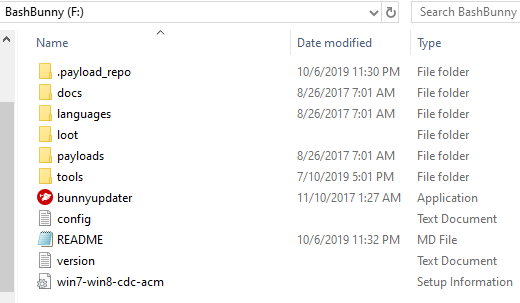 BashBunny (F:) Search BashBunny
Name Date modified Type
.payload_repo 10/6/2019 11:30 PM File folder
docs 8/26/2017 7:01 AM File folder
languages 8/26/2017 7:01 AM File folder
loot File folder
payloads 8/26/2017 7:01 AM File folder
tools 7/10/2019 5:01 PM File folder
bunnyupdater 11/10/2017 1:27 AM Application
config Text Document
README 10/6/2019 11:32 PM MD File
version Text Document
win7-win8-cdc-acm Setup Information